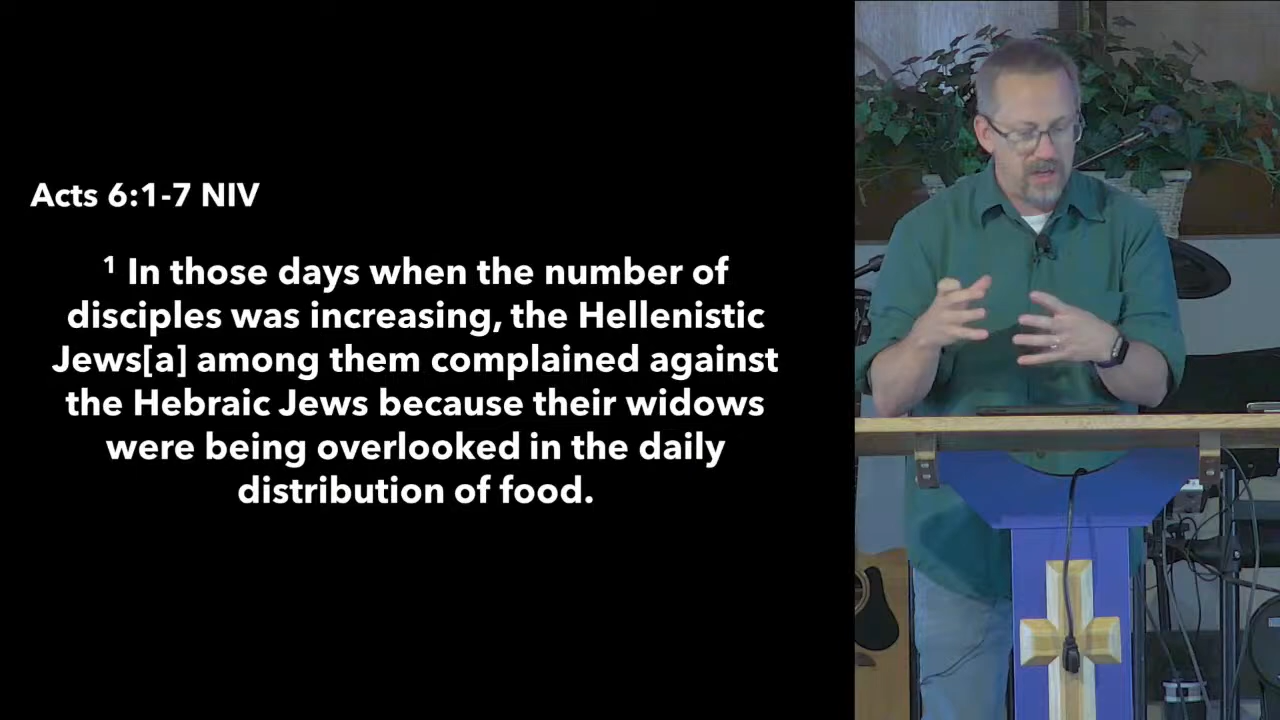 Acts 6:1-7 NIV
¹ In those days when the number of
disciples was increasing, the Hellenistic
Jews[a] among them complained against
the Hebraic Jews because their widows
were being overlooked in the daily
distribution of food.